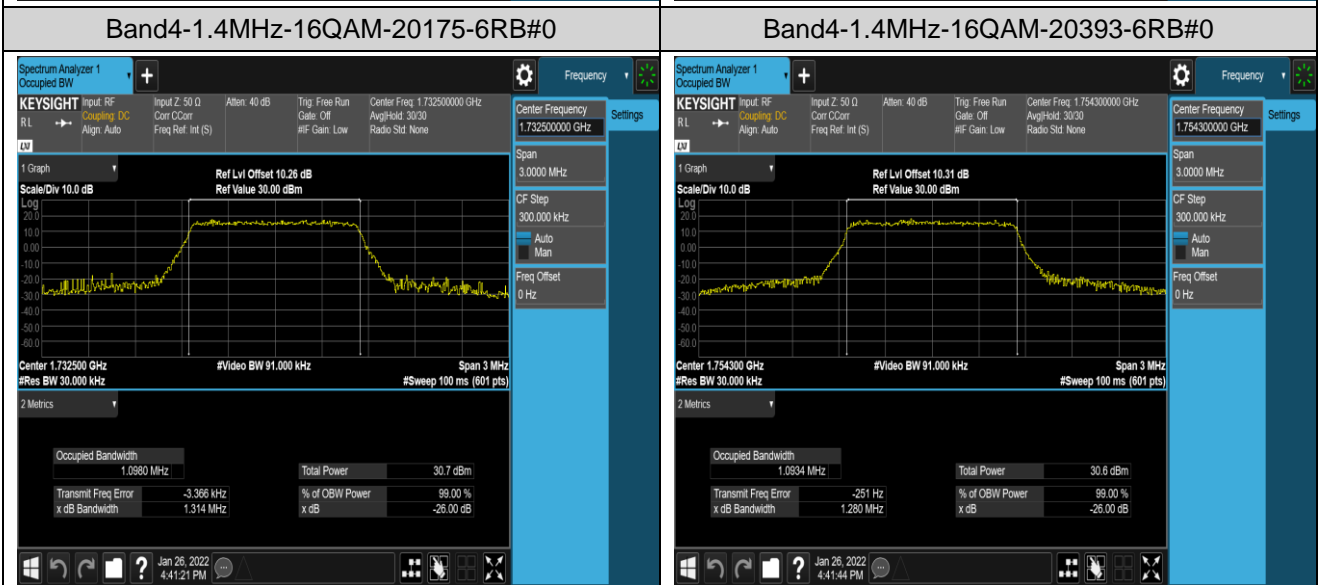 Band4-1.4MHz-16QAM-20175-6RB#0
Spectrum Analyzer 1
Occupied BW
Frequency
KEYSIGHT
R L
LXI
Input: RF
Coupling: DC
Align: Auto
Input Z: 50 Ω
Corr CCorr
Freq Ref: Int (S)
Atten: 40 dB
Trig: Free Run
Gate: Off
#IF Gain: Low
Center Freq: 1.732500000 GHz
Avg|Hold: 30/30
Radio Std: None
Center Frequency
1.732500000 GHz
Settings
Span
3.0000 MHz
CF Step
300.000 kHz
Auto
Man
Freq Offset
0 Hz
1 Graph
Scale/Div 10.0 dB
Ref Lvl Offset 10.26 dB
Ref Value 30.00 dBm
Log
20.0
10.0
0.00
-10.0
-20.0
-30.0
-40.0
-50.0
-60.0
Center 1.732500 GHz
#Video BW 91.000 kHz
Span 3 MHz
#Res BW 30.000 kHz
#Sweep 100 ms (601 pts)
2 Metrics
Occupied Bandwidth
1.0980 MHz
Total Power 30.7 dBm
Transmit Freq Error -3.366 kHz
% of OBW Power 99.00 %
x dB Bandwidth 1.314 MHz
x dB -26.00 dB
Jan 26, 2022
4:41:21 PM
Band4-1.4MHz-16QAM-20393-6RB#0
Spectrum Analyzer 1
Occupied BW
Frequency
KEYSIGHT
R L
LXI
Input: RF
Coupling: DC
Align: Auto
Input Z: 50 Ω
Corr CCorr
Freq Ref: Int (S)
Atten: 40 dB
Trig: Free Run
Gate: Off
#IF Gain: Low
Center Freq: 1.754300000 GHz
Avg|Hold: 30/30
Radio Std: None
Center Frequency
1.754300000 GHz
Settings
Span
3.0000 MHz
CF Step
300.000 kHz
Auto
Man
Freq Offset
0 Hz
1 Graph
Scale/Div 10.0 dB
Ref Lvl Offset 10.31 dB
Ref Value 30.00 dBm
Log
20.0
10.0
0.00
-10.0
-20.0
-30.0
-40.0
-50.0
-60.0
Center 1.754300 GHz
#Video BW 91.000 kHz
Span 3 MHz
#Res BW 30.000 kHz
#Sweep 100 ms (601 pts)
2 Metrics
Occupied Bandwidth
1.0934 MHz
Total Power 30.6 dBm
Transmit Freq Error -251 Hz
% of OBW Power 99.00 %
x dB Bandwidth 1.280 MHz
x dB -26.00 dB
Jan 26, 2022
4:41:44 PM